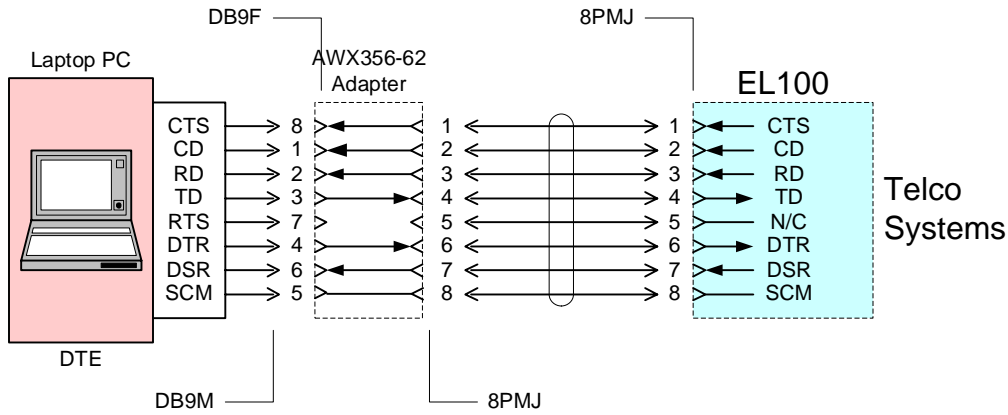 DB9F
8PMJ
Laptop PC
AWX356-62
Adapter
EL100
CTS 8 1 1 CTS
CD 1 2 2 CD
RD 2 3 3 RD
TD 3 4 4 TD
RTS 7 5 5 N/C
DTR 4 6 6 DTR
DSR 6 7 7 DSR
SCM 5 8 8 SCM
Telco
Systems
DTE
DB9M
8PMJ